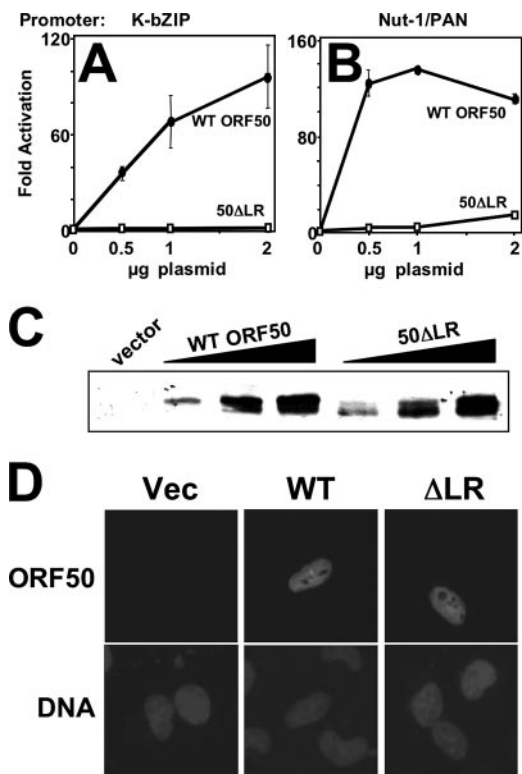 Promoter: K-bZIP Nut-1/PAN
A
B
Fold Activation
120
60
0
WT ORF50
50ΔLR
0 0.5 1 2
µg plasmid
160
80
0
WT ORF50
50ΔLR
0 0.5 1 2
µg plasmid
C
vector WT ORF50 50ΔLR
D
Vec WT ΔLR
ORF50
DNA